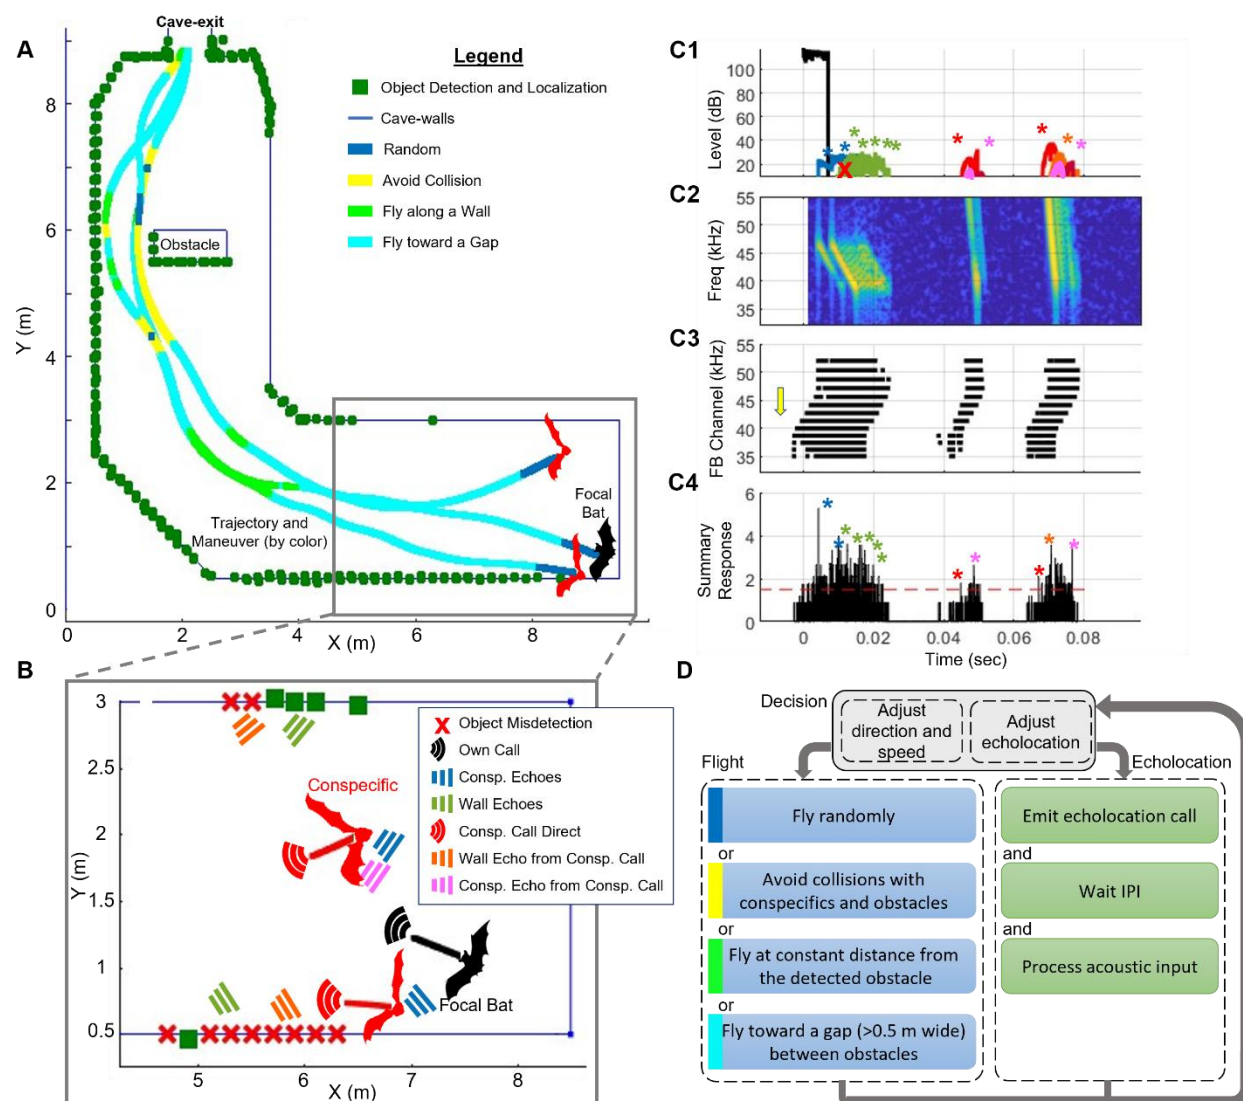 A
Cave-exit
Legend
Object Detection and Localization
Cave-walls
Random
Avoid Collision
Fly along a Wall
Fly toward a Gap
Obstacle
Focal
Bat
Trajectory and
Maneuver (by color)
Y (m)
8
6
4
2
0
0 2 4 6 8
X (m)
B
3
2.5
2
1.5
1
0.5
Y (m)
5 6 7 8
X (m)
Conspecific
Focal Bat
Object Misdetection
Own Call
Consp. Echoes
Wall Echoes
Consp. Call Direct
Wall Echo from Consp. Call
Consp. Echo from Consp. Call
C1
Level (dB)
100
80
60
40
20
C2
Freq (kHz)
55
50
45
40
35
C3
FB Channel (kHz)
55
50
45
40
35
C4
Summary
Response
6
4
2
0
0 0.02 0.04 0.06 0.08
Time (sec)
D
Decision
Adjust
direction and
speed
Adjust
echolocation
Flight
Echolocation
Fly randomly
or
Avoid collisions with
conspecifics and obstacles
or
Fly at constant distance from
the detected obstacle
or
Fly toward a gap (>0.5 m wide)
between obstacles
Emit echolocation call
and
Wait IPI
and
Process acoustic input